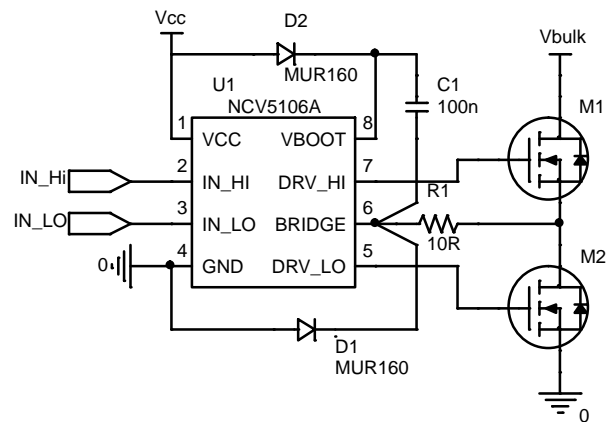 Vcc
D2
MUR160
Vbulk
U1
NCV5106A
C1
100n
M1
1
VCC
VBOOT
8
2
IN_Hi
IN_HI
DRV_HI
7
R1
3
IN_LO
IN_LO
BRIDGE
6
10R
4
0
GND
DRV_LO
5
M2
D1
MUR160
0